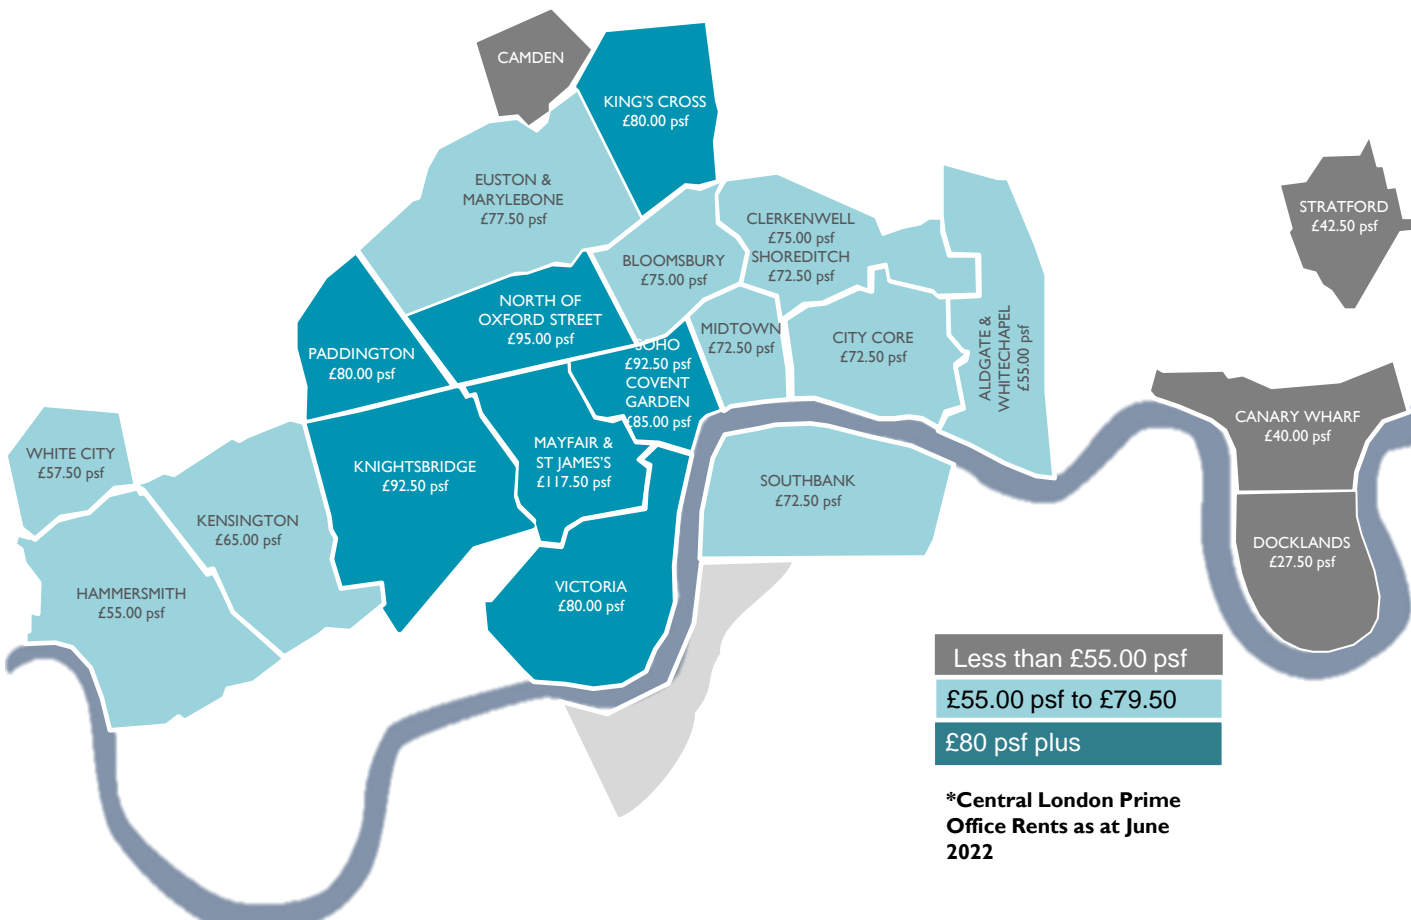 CAMDEN
KING'S CROSS
£80.00 psf
EUSTON &
MARYLEBONE
£77.50 psf
CLERKENWELL
£75.00 psf
SHOREDITCH
£72.50 psf
BLOOMSBURY
£75.00 psf
STRATFORD
£42.50 psf
NORTH OF
OXFORD STREET
£95.00 psf
PADDINGTON
£80.00 psf
SOHO
£92.50 psf
COVENT
GARDEN
£85.00 psf
MIDTOWN
£72.50 psf
CITY CORE
£72.50 psf
ALDGATE &
WHITECHAPEL
£55.00 psf
CANARY WHARF
£40.00 psf
WHITE CITY
£57.50 psf
KNIGHTSBRIDGE
£92.50 psf
MAYFAIR &
ST JAMES'S
£117.50 psf
SOUTHBANK
£72.50 psf
KENSINGTON
£65.00 psf
DOCKLANDS
£27.50 psf
HAMMERSMITH
£55.00 psf
VICTORIA
£80.00 psf
Less than £55.00 psf
£55.00 psf to £79.50
£80 psf plus
*Central London Prime
Office Rents as at June
2022